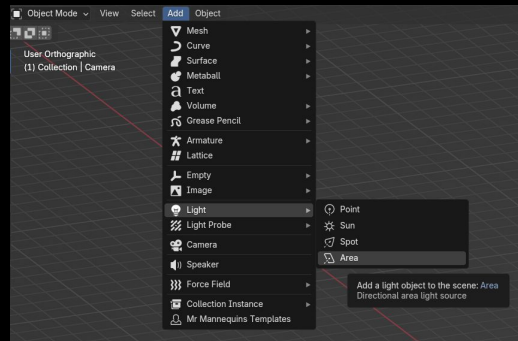 Object Mode View Select Add Object
User Orthographic
(1) Collection | Camera
Mesh
Curve
Surface
Metaball
Text
Volume
Grease Pencil
Armature
Lattice
Empty
Image
Light
Light Probe
Camera
Speaker
Force Field
Collection Instance
Mr Mannequins Templates
Point
Sun
Spot
Area
Add a light object to the scene: Area
Directional area light source